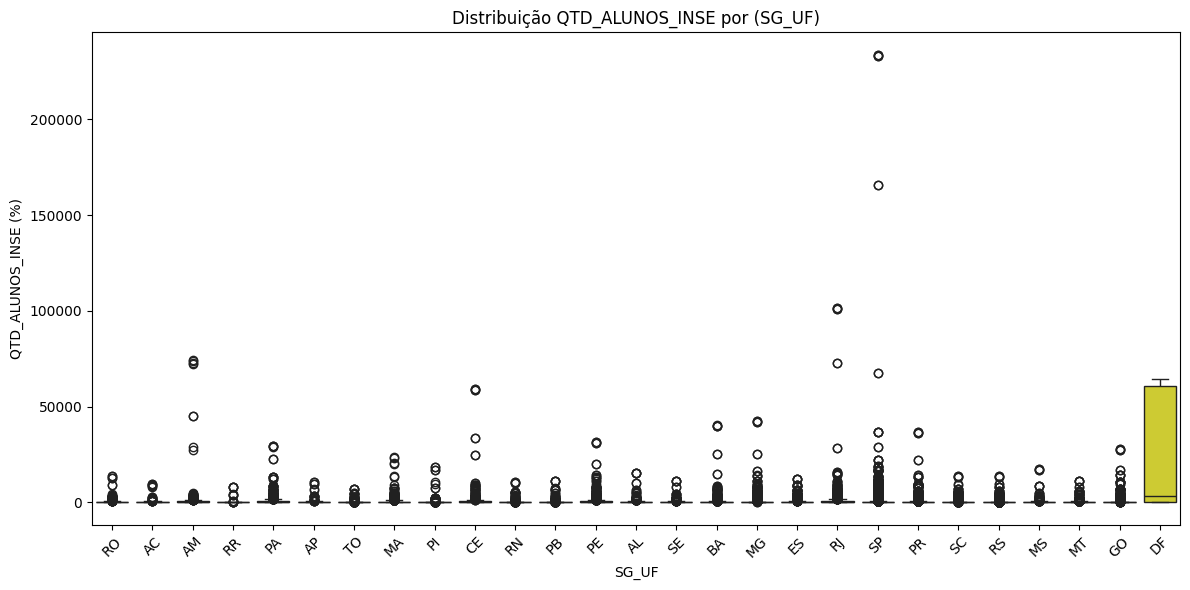 Distribuição QTD_ALUNOS_INSE por (SG_UF)
QTD_ALUNOS_INSE (%)
200000
150000
100000
50000
0
RO AC AM RR PA AP TO MA PI CE RN PB PE AL SE BA MG ES RJ SP PR SC RS MS MT GO DF
SG_UF